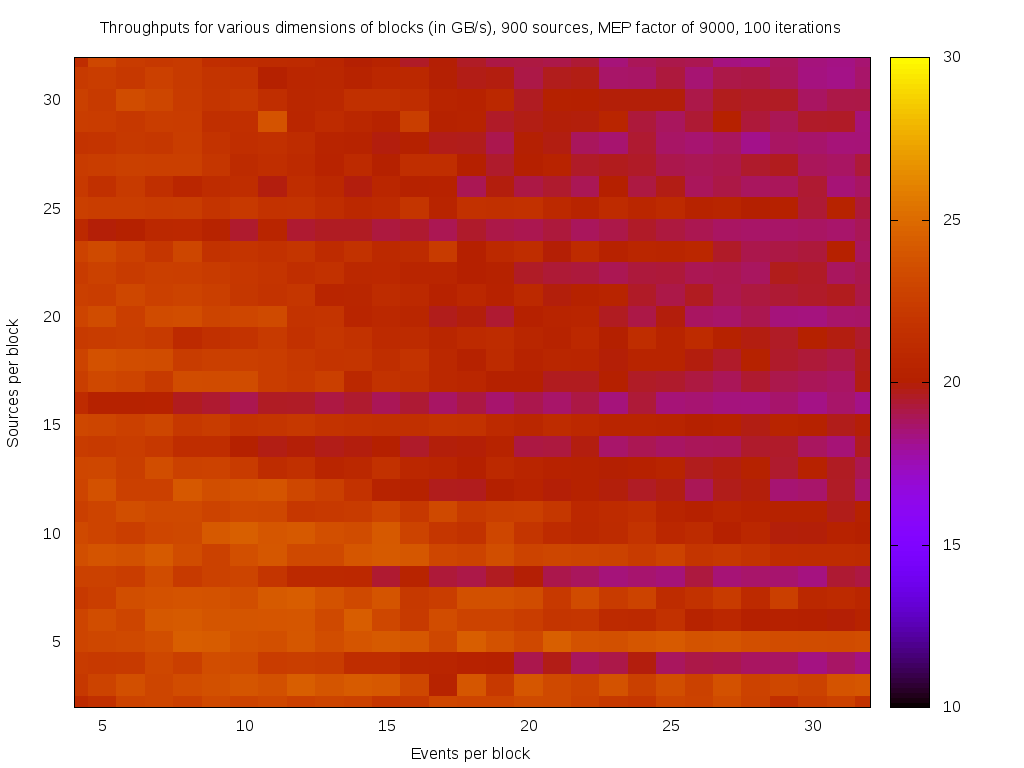 Throughputs for various dimensions of blocks (in GB/s), 900 sources, MEP factor of 9000, 100 iterations
Sources per block
30
25
20
15
10
5
5 10 15 20 25 30
Events per block
30
25
20
15
10